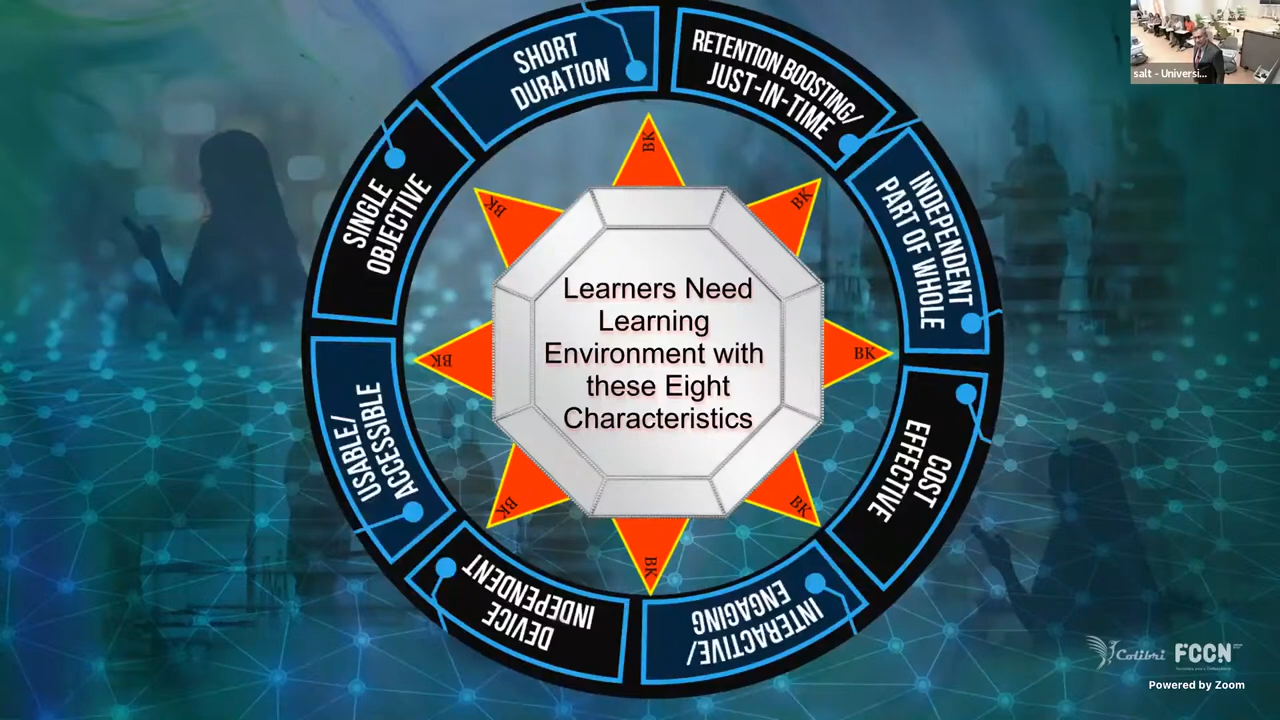 SHORT
DURATION
RETENTION BOOSTING/
JUST-IN-TIME
INDEPENDENT
PART OF WHOLE
COST
EFFECTIVE
INTERACTIVE/
ENGAGING
DEVICE
INDEPENDENT
USABLE/
ACCESSIBLE
SINGLE
OBJECTIVE
BK
BK
BK
BK
BK
BK
BK
BK
Learners Need
Learning
Environment with
these Eight
Characteristics
salt - Universi...
Colibri FCCN
Powered by Zoom